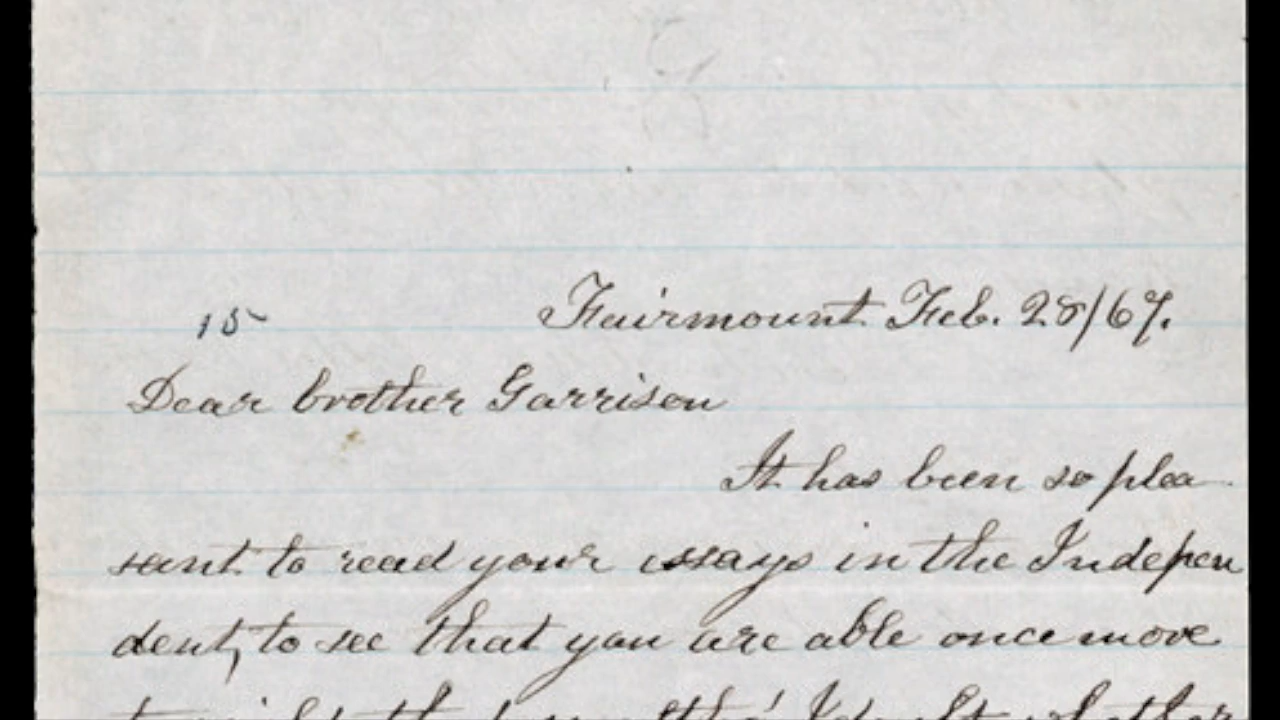 15
Fairmount Feb. 28/67.
Dear brother Garrison
It has been so plea
sant to read your essays in the Indepen
dent, to see that you are able once more